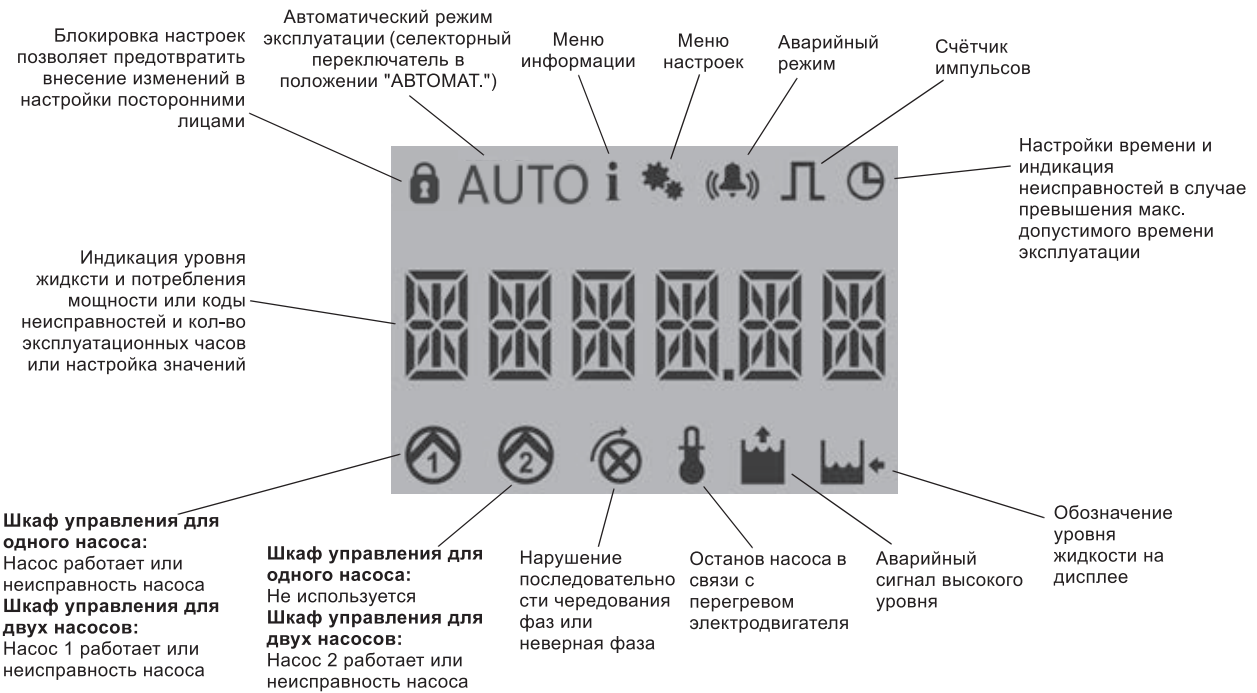 Блокировка настроек
позволяет предотвратить
внесение изменений в
настройки посторонними
лицами
Автоматический режим
эксплуатации (селекторный
переключатель в
положении "АВТОМАТ.")
Меню
информации
Меню
настроек
Аварийный
режим
Счётчик
импульсов
Настройки времени и
индикация
неисправностей в случае
превышения макс.
допустимого времени
эксплуатации
AUTO i
Индикация уровня
жидксти и потребления
мощности или коды
неисправностей и кол-во
эксплуатационных часов
или настройка значений
1
2
Шкаф управления для
одного насоса:
Насос работает или
неисправность насоса
Шкаф управления для
двух насосов:
Насос 1 работает или
неисправность насоса
Шкаф управления для
одного насоса:
Не используется
Шкаф управления для
двух насосов:
Насос 2 работает или
неисправность насоса
Нарушение
последовательно
сти чередования
фаз или
неверная фаза
Останов насоса в
связи с
перегревом
электродвигателя
Аварийный
сигнал высокого
уровня
Обозначение
уровня
жидкости на
дисплее